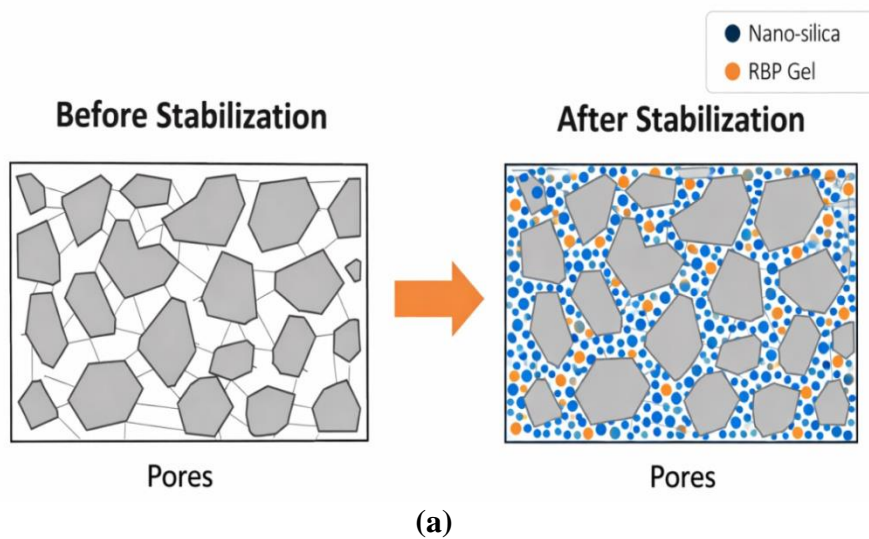 Nano-silica
RBP Gel
Before Stabilization
After Stabilization
Pores
Pores
(a)